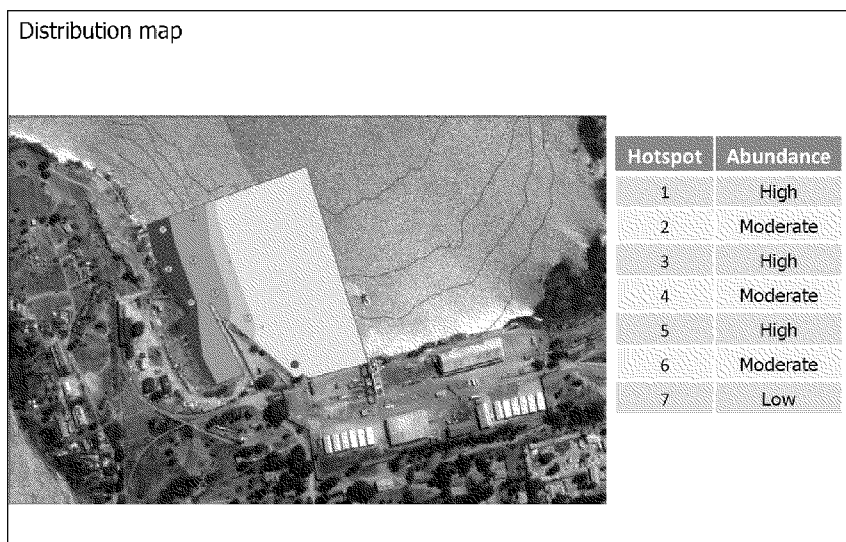 Distribution map
Hotspot Abundance
1 High
2 Moderate
3 High
4 Moderate
5 High
6 Moderate
7 Low